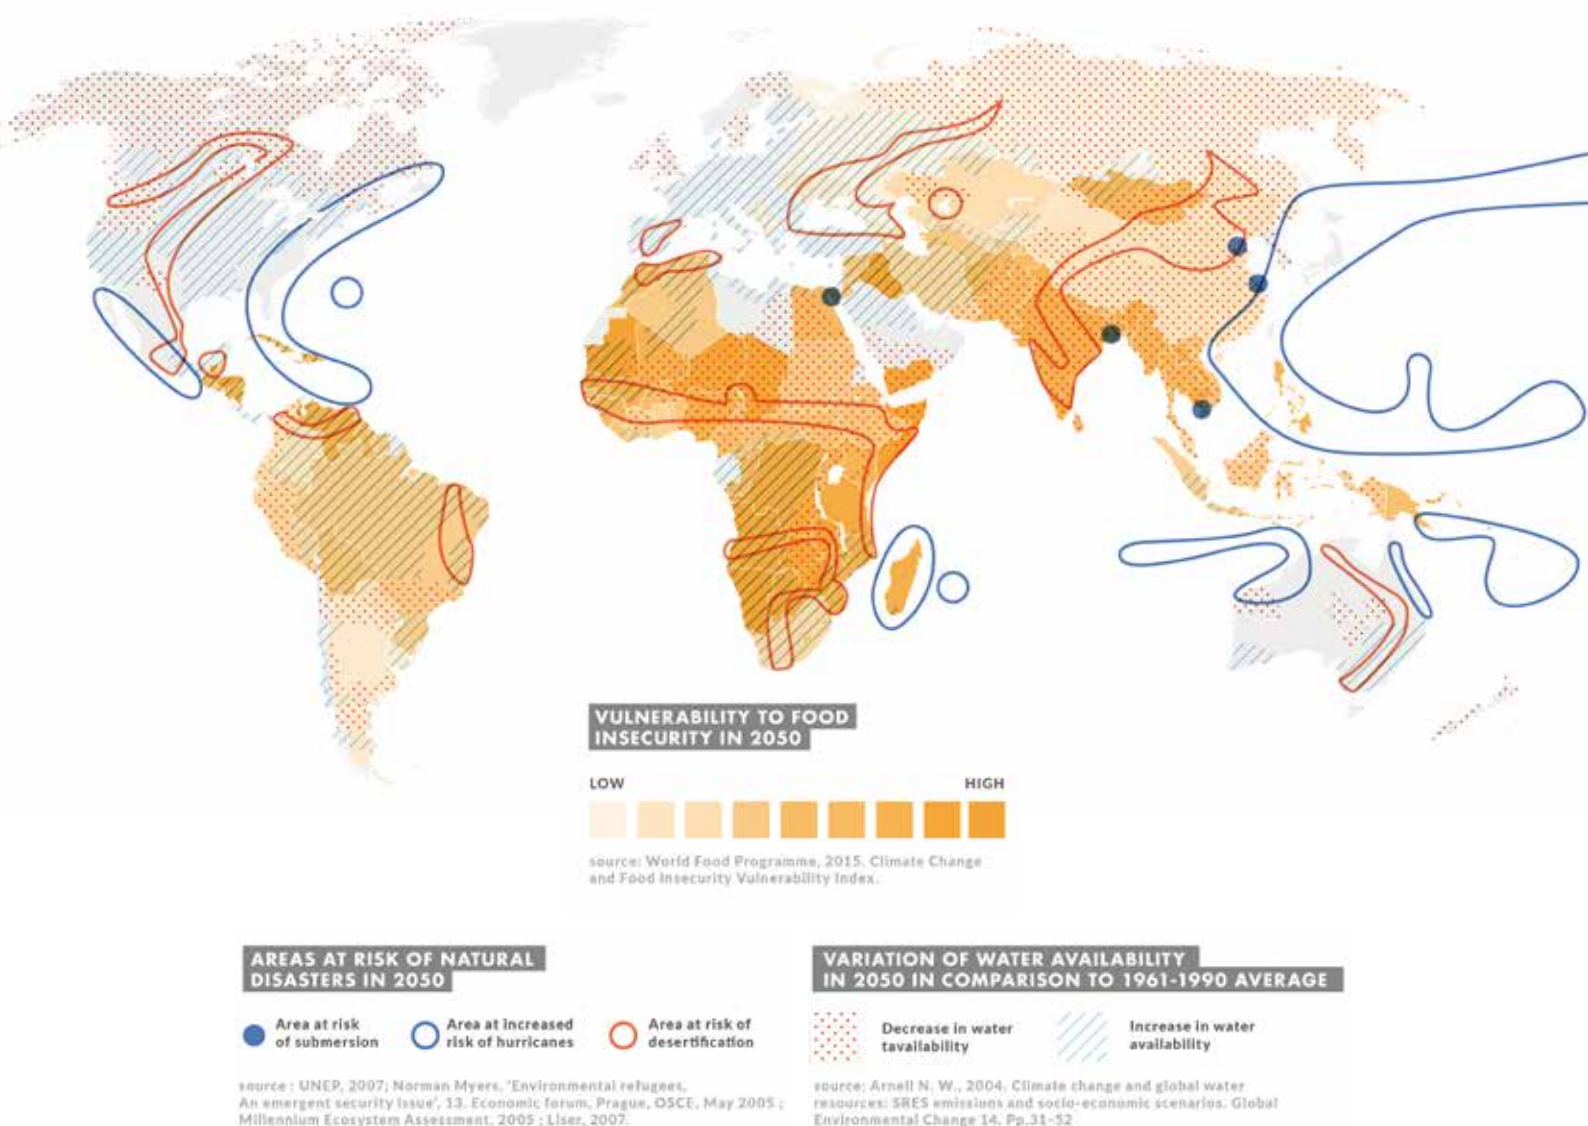 VULNERABILITY TO FOOD
INSECURITY IN 2050
LOW HIGH
source: World Food Programme, 2015. Climate Change
and Food Insecurity Vulnerability Index.
AREAS AT RISK OF NATURAL
DISASTERS IN 2050
Area at risk
of submersion
Area at increased
risk of hurricanes
Area at risk of
desertification
source : UNEP, 2007; Norman Myers. 'Environmental refugees.
An emergent security issue', 13. Economic forum, Prague, OSCE, May 2005 ;
Millennium Ecosystem Assessment, 2005 ; Liser, 2007.
VARIATION OF WATER AVAILABILITY
IN 2050 IN COMPARISON TO 1961-1990 AVERAGE
Decrease in water
tavailability
Increase in water
availability
source: Arnell N. W., 2004. Climate change and global water
resources: SRES emissions and socio-economic scenarios. Global
Environmental Change 14. Pp.31-52